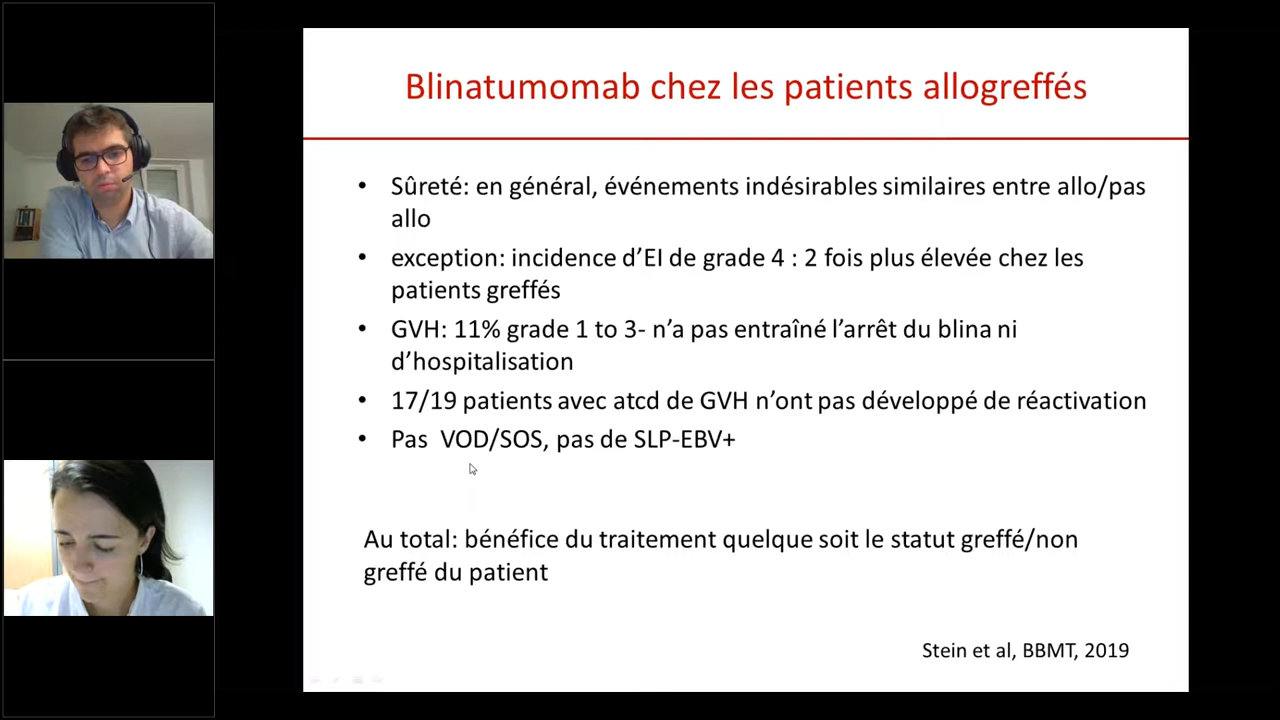 Blinatumomab chez les patients allogreffés
• Sûreté: en général, événements indésirables similaires entre allo/pas
allo
• exception: incidence d’EI de grade 4 : 2 fois plus élevée chez les
patients greffés
• GVH: 11% grade 1 to 3- n’a pas entraîné l’arrêt du blina ni
d’hospitalisation
• 17/19 patients avec atcd de GVH n’ont pas développé de réactivation
• Pas VOD/SOS, pas de SLP-EBV+
Au total: bénéfice du traitement quelque soit le statut greffé/non
greffé du patient
Stein et al, BBMT, 2019